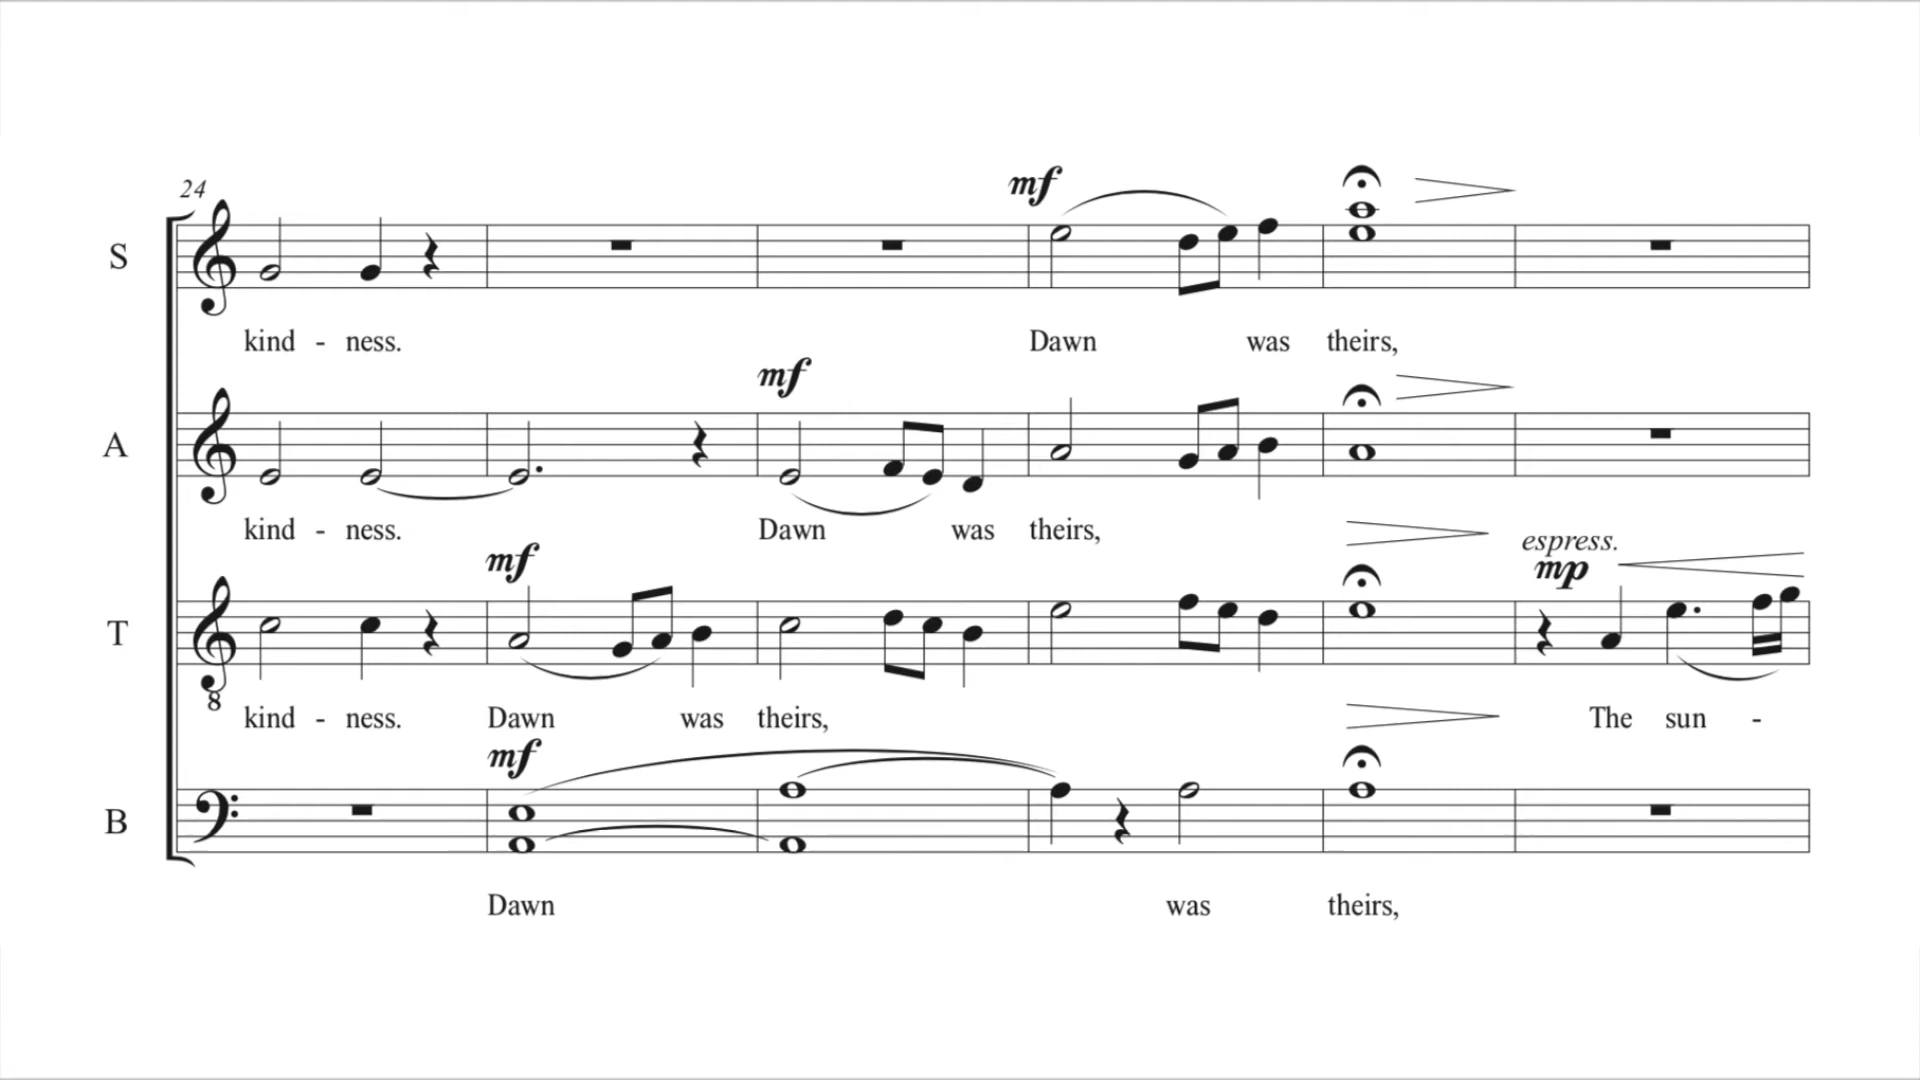 24
mf
S
kind - ness. Dawn was theirs,
mf
A
kind - ness. Dawn was theirs,
mf
espress.
mp
T
8
kind - ness. Dawn was theirs, The sun -
mf
B
Dawn was theirs,